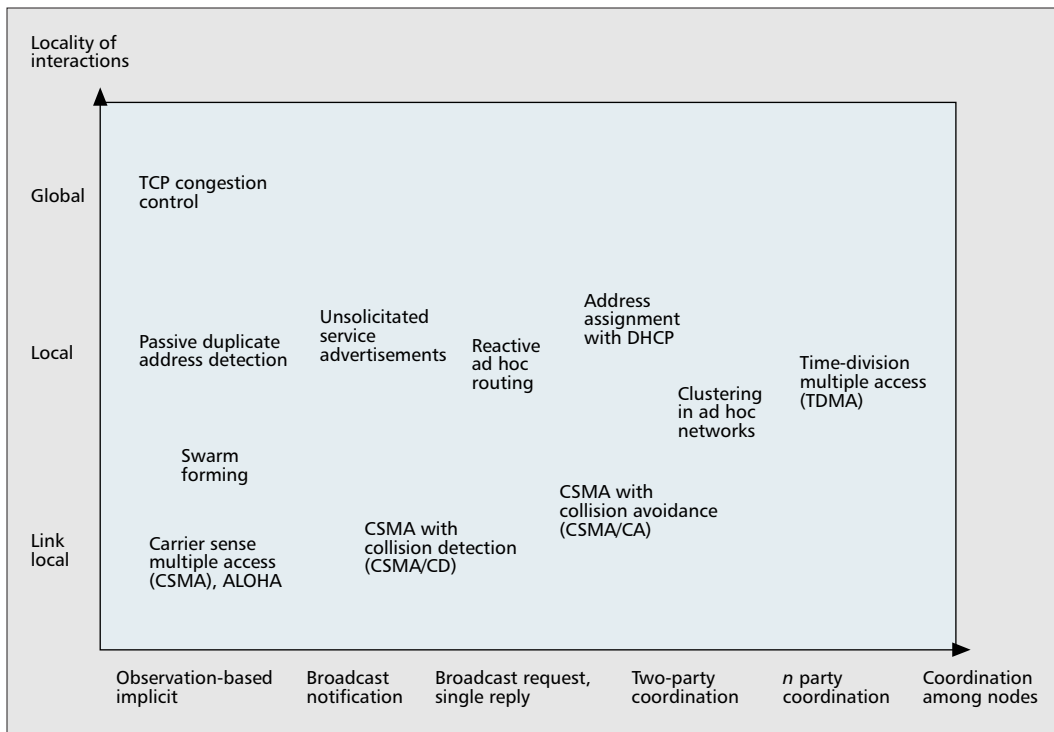 Locality of
interactions
Global
TCP congestion
control
Local
Passive duplicate
address detection
Unsolicitated
service
advertisements
Reactive
ad hoc
routing
Address
assignment
with DHCP
Clustering
in ad hoc
networks
Time-division
multiple access
(TDMA)
Swarm
forming
Link
local
Carrier sense
multiple access
(CSMA), ALOHA
CSMA with
collision detection
(CSMA/CD)
CSMA with
collision avoidance
(CSMA/CA)
Observation-based
implicit
Broadcast
notification
Broadcast request,
single reply
Two-party
coordination
n party
coordination
Coordination
among nodes